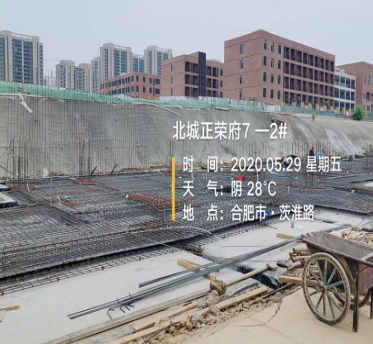 北城正荣府7 一2#
时 间：2020.05.29 星期五
天 气：阴 28℃
地 点：合肥市·茨淮路